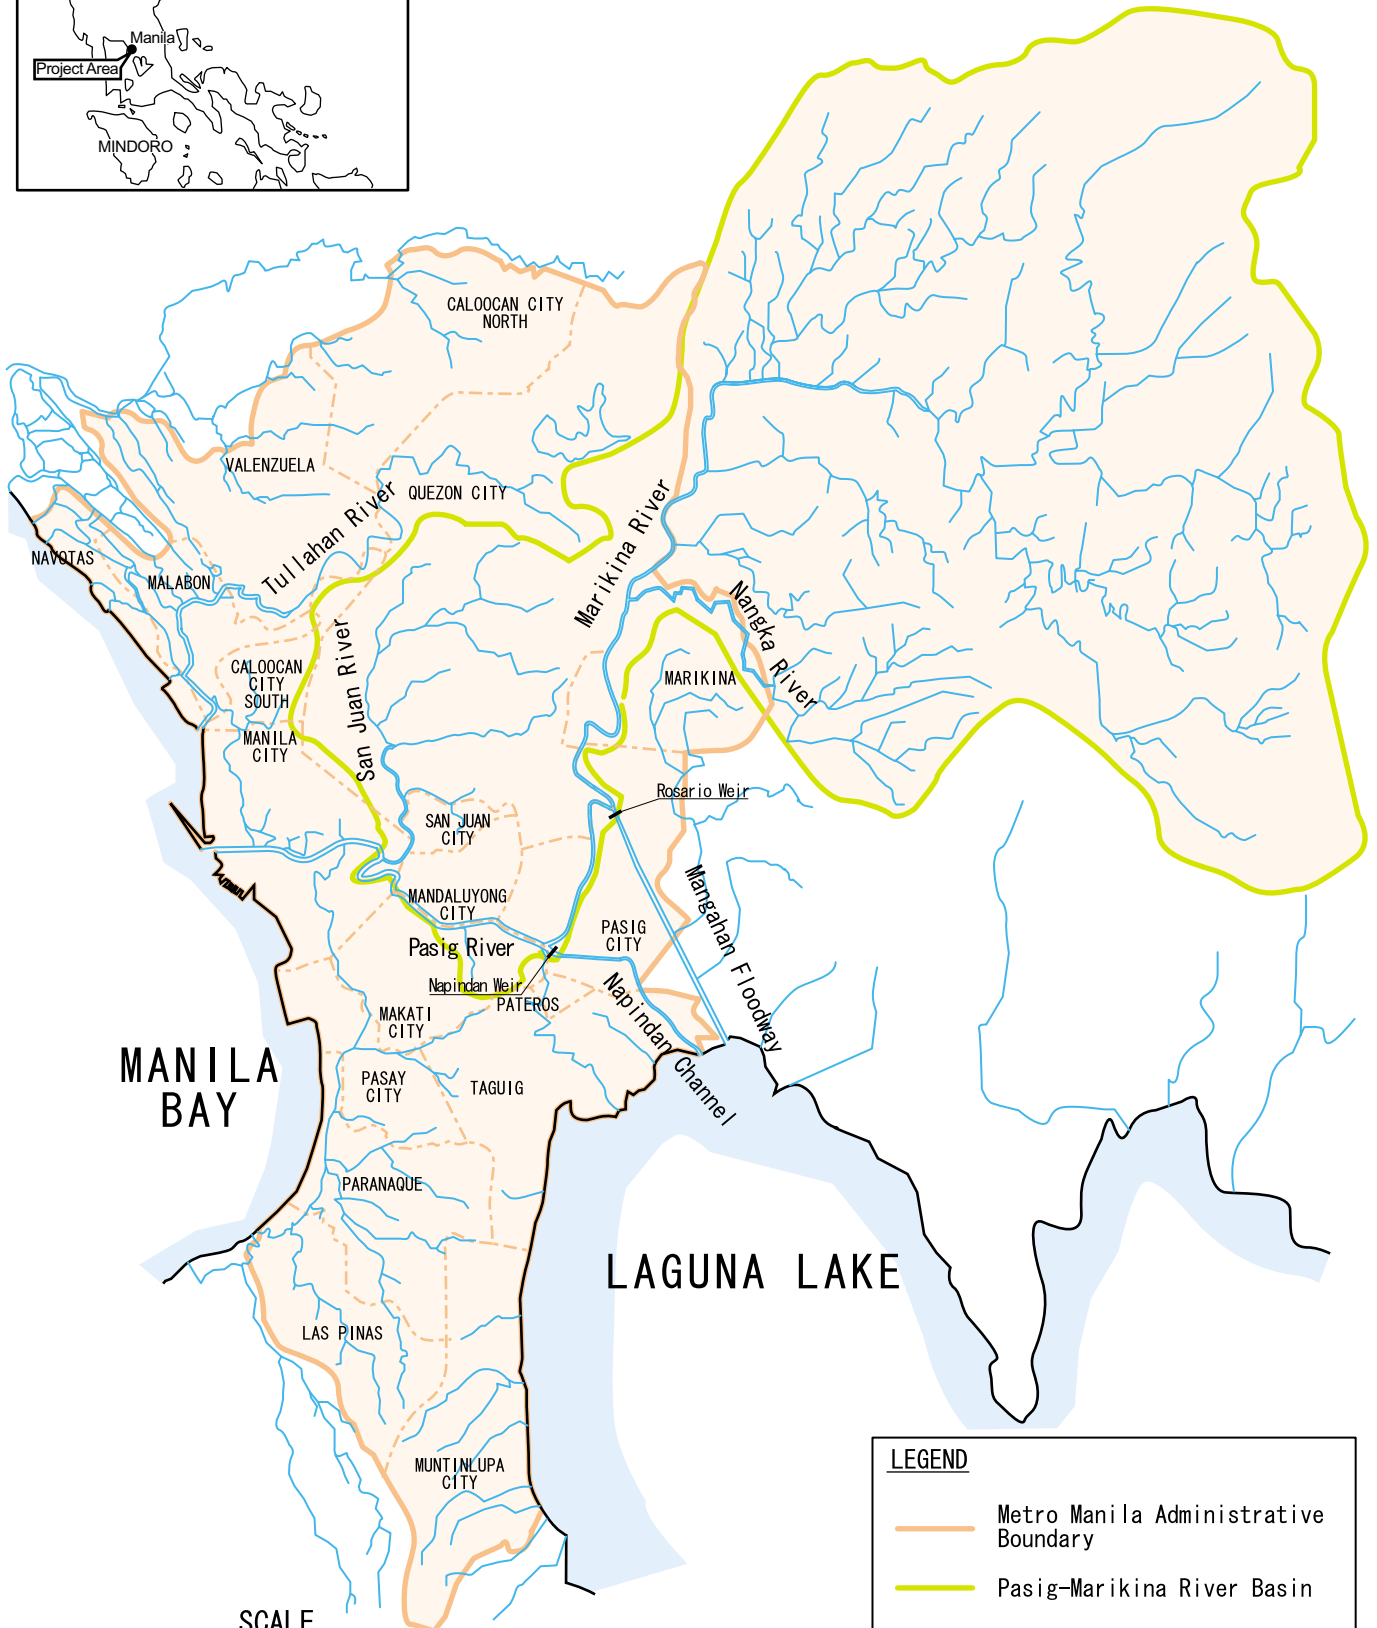 Manila
Project Area
MINDORO
CALOOCAN CITY
NORTH
VALENZUELA
QUEZON CITY
Tullahan River
Marikina River
NAVOTAS
MALABON
Nangka River
San Juan River
CALOOCAN
CITY
SOUTH
MARIKINA
MANILA
CITY
Rosario Weir
SAN JUAN
CITY
Mangahan Floodway
MANDALUYONG
CITY
PASIG
CITY
Pasig River
Napindan Weir
PATEROS
Napindan Channel
MAKATI
CITY
MANILA
BAY
PASAY
CITY
TAGUIG
PARANAQUE
LAGUNA LAKE
LAS PINAS
MUNTINLUPA
CITY
LEGEND
Metro Manila Administrative
Boundary
Pasig-Marikina River Basin
SCALE